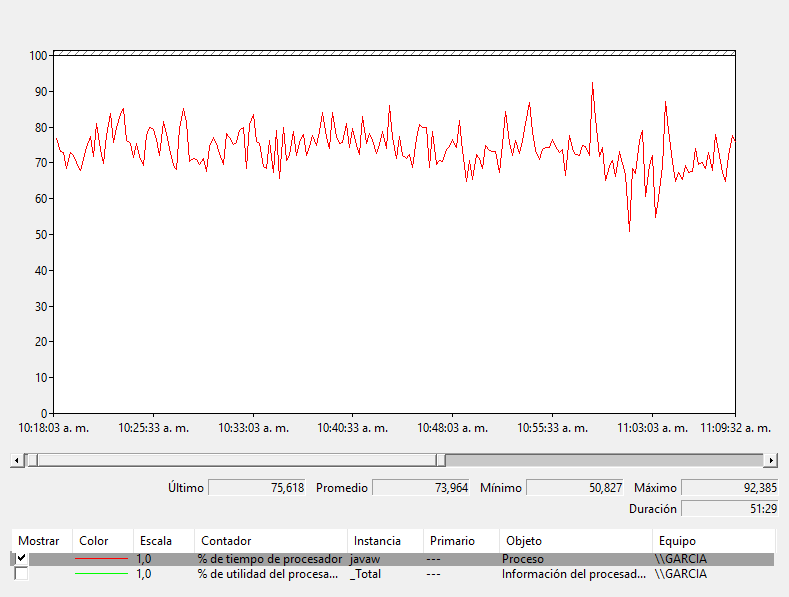 100
90
80
70
60
50
40
30
20
10
0
10:18:03 a. m. 10:25:33 a. m. 10:33:03 a. m. 10:40:33 a. m. 10:48:03 a. m. 10:55:33 a. m. 11:03:03 a. m. 11:09:32 a. m.
Último 75,618 Promedio 73,964 Mínimo 50,827 Máximo 92,385
Duración 51:29
Mostrar Color Escala Contador Instancia Primario Objeto Equipo
1,0 % de tiempo de procesador javaw --- Proceso \\GARCIA
1,0 % de utilidad del procesa... _Total --- Información del procesad... \\GARCIA